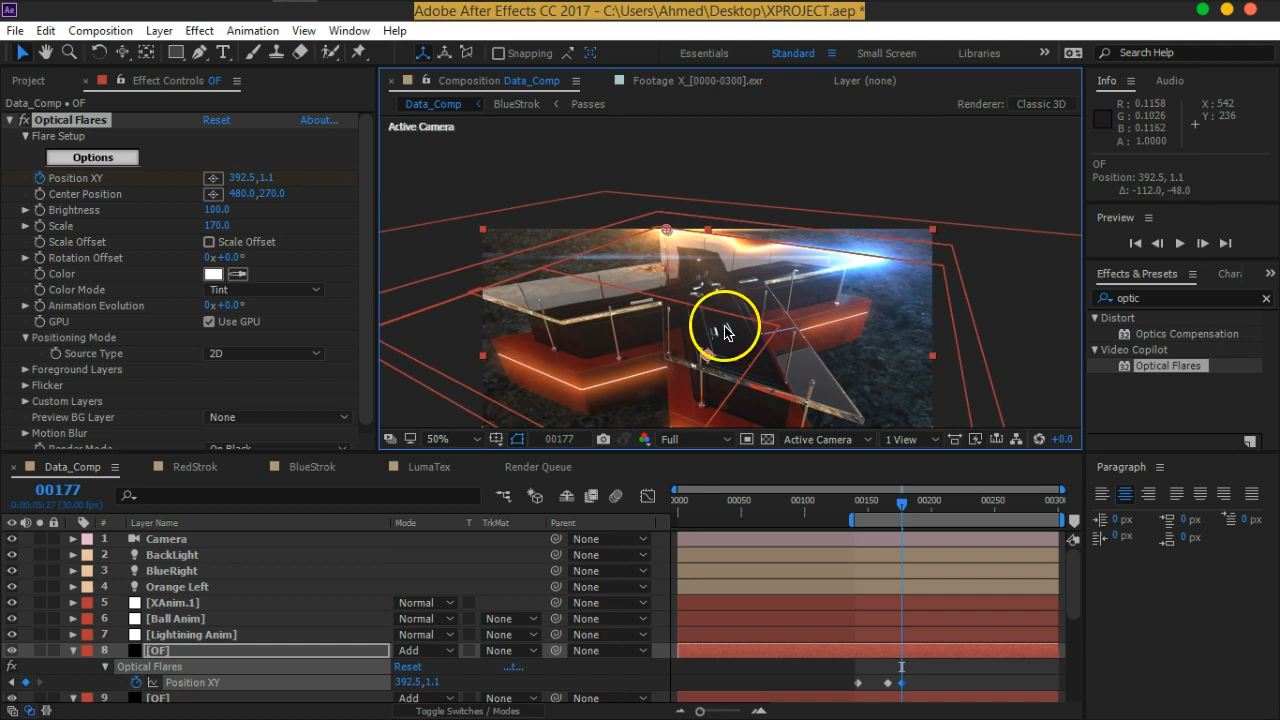 Ae
Adobe After Effects CC 2017 - C:\Users\Ahmed\Desktop\XPROJECT.aep *
File Edit Composition Layer Effect Animation View Window Help
Snapping Essentials Standard Small Screen Libraries Search Help
Project Effect Controls OF
Data_Comp • OF
fx Optical Flares Reset About...
Flare Setup
Options
Position XY 392.5,1.1
Center Position 480.0,270.0
Brightness 100.0
Scale 170.0
Scale Offset Scale Offset
Rotation Offset 0x+0.0°
Color
Color Mode Tint
Animation Evolution 0x+0.0°
GPU Use GPU
Positioning Mode
Source Type 2D
Foreground Layers
Flicker
Custom Layers
Preview BG Layer None
Motion Blur
Render Mode On Black
Composition Data_Comp Footage X_[0000-0300].exr Layer (none)
Data_Comp BlueStrok Passes Renderer: Classic 3D
Active Camera
50% 00177 Full Active Camera 1 View +0.0
Info Audio
R: 0.1158 X: 542
G: 0.1026 Y: 236
B: 0.1162
A: 1.0000
OF
Position: 392.5, 1.1
Δ: -112.0, -48.0
Preview
Effects & Presets Chara
optic
Distort
32 Optics Compensation
Video Copilot
32 Optical Flares
Paragraph
0 px 0 px 0 px
0 px 0 px
Data_Comp RedStrok BlueStrok LumaTex Render Queue
00177
0:00:05:27 (30.00 fps)
# Layer Name Mode T TrkMat Parent
0000 00050 00100 00150 00200 00250 00300
1 Camera None
2 BackLight None
3 BlueRight None
4 Orange Left None
5 [XAnim.1] Normal None
6 [Ball Anim] Normal None None
7 [Lightining Anim] Normal None None
8 [OF] Add None None
fx Optical Flares Reset ...t...
Position XY 392.5,1.1
9 [OF] Add None None
Toggle Switches / Modes